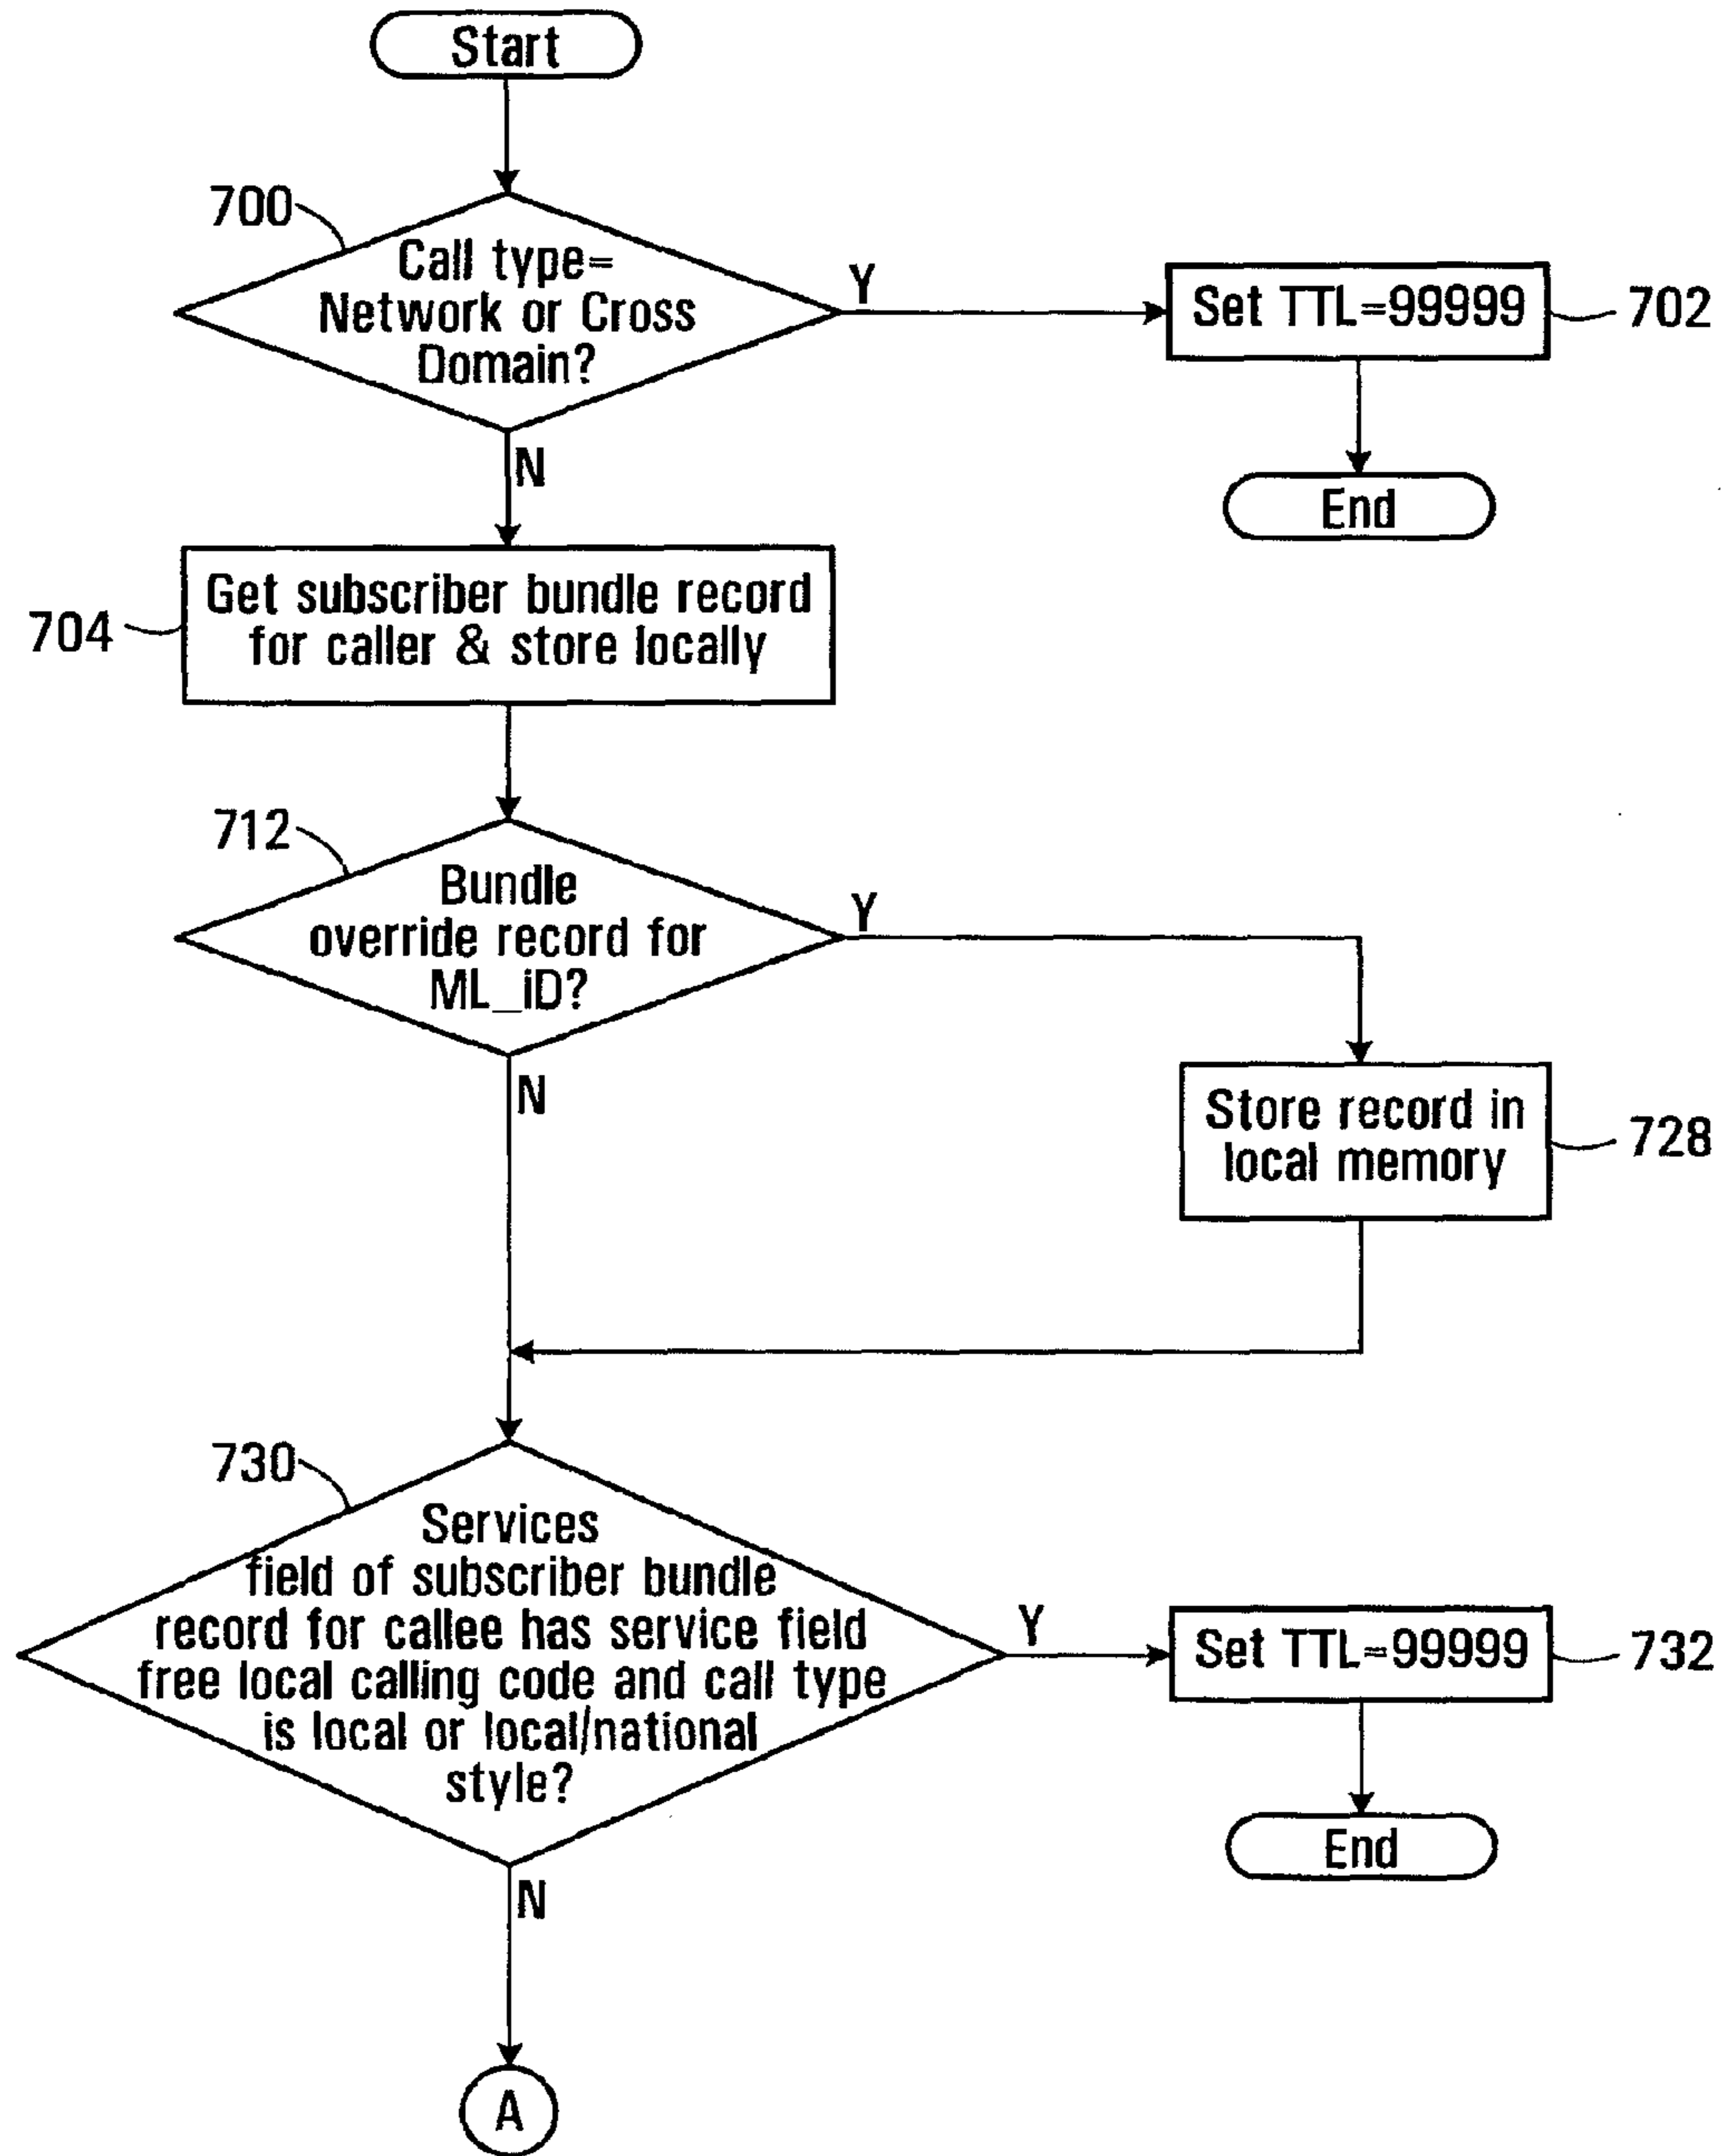 Start
700
Call type=
Network or Cross
Domain?
Y
Set TTL=99999
702
End
N
704
Get subscriber bundle record
for caller & store locally
712
Bundle
override record for
ML_iD?
Y
N
Store record in
local memory
728
730
Services
field of subscriber bundle
record for callee has service field
free local calling code and call type
is local or local/national
style?
Y
Set TTL=99999
732
End
N
A